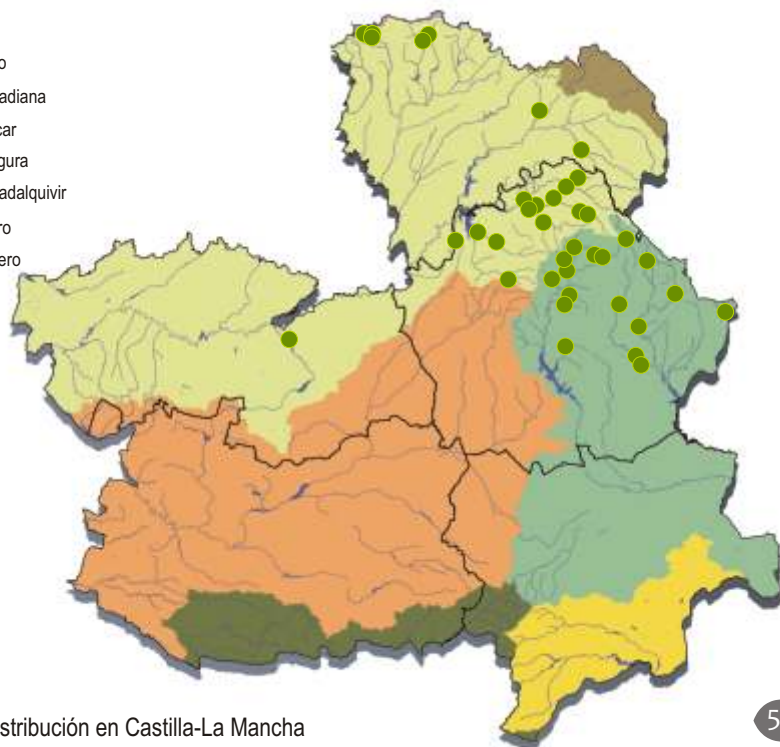 o
adiana
car
gura
adalquivir
ro
ero
stribución en Castilla-La Mancha
5